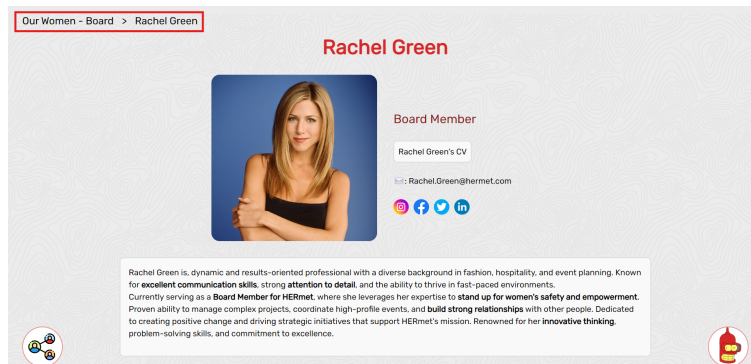 Our Women - Board > Rachel Green
Rachel Green
Board Member
Rachel Green's CV
: Rachel.Green@hermet.com
Rachel Green is, dynamic and results-oriented professional with a diverse background in fashion, hospitality, and event planning. Known
for excellent communication skills, strong attention to detail, and the ability to thrive in fast-paced environments.
Currently serving as a Board Member for HERmet, where she leverages her expertise to stand up for women's safety and empowerment.
Proven ability to manage complex projects, coordinate high-profile events, and build strong relationships with other people. Dedicated
to creating positive change and driving strategic initiatives that support HERmet's mission. Renowned for her innovative thinking,
problem-solving skills, and commitment to excellence.